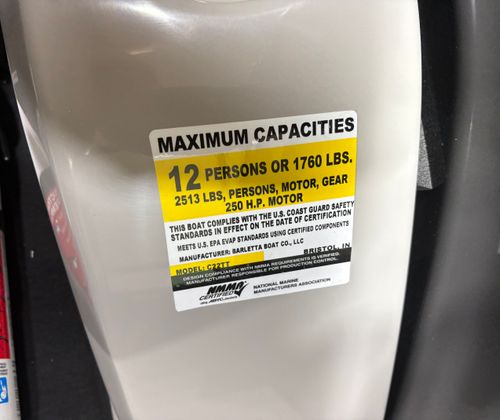 MAXIMUM CAPACITIES
12 PERSONS OR 1760 LBS.
2513 LBS, PERSONS, MOTOR, GEAR
250 H.P. MOTOR
THIS BOAT COMPLIES WITH THE U.S. COAST GUARD SAFETY
STANDARDS IN EFFECT ON THE DATE OF CERTIFICATION
MEETS U.S. EPA EVAP STANDARDS USING CERTIFIED COMPONENTS
MANUFACTURER: BARLETTA BOAT CO., LLC
MODEL: C22TT BRISTOL, IN
DESIGN COMPLIANCE WITH NMMA REQUIREMENTS IS VERIFIED.
MANUFACTURER RESPONSIBLE FOR PRODUCTION CONTROL.
NMMA
CERTIFIED
NATIONAL MARINE
MANUFACTURERS ASSOCIATION